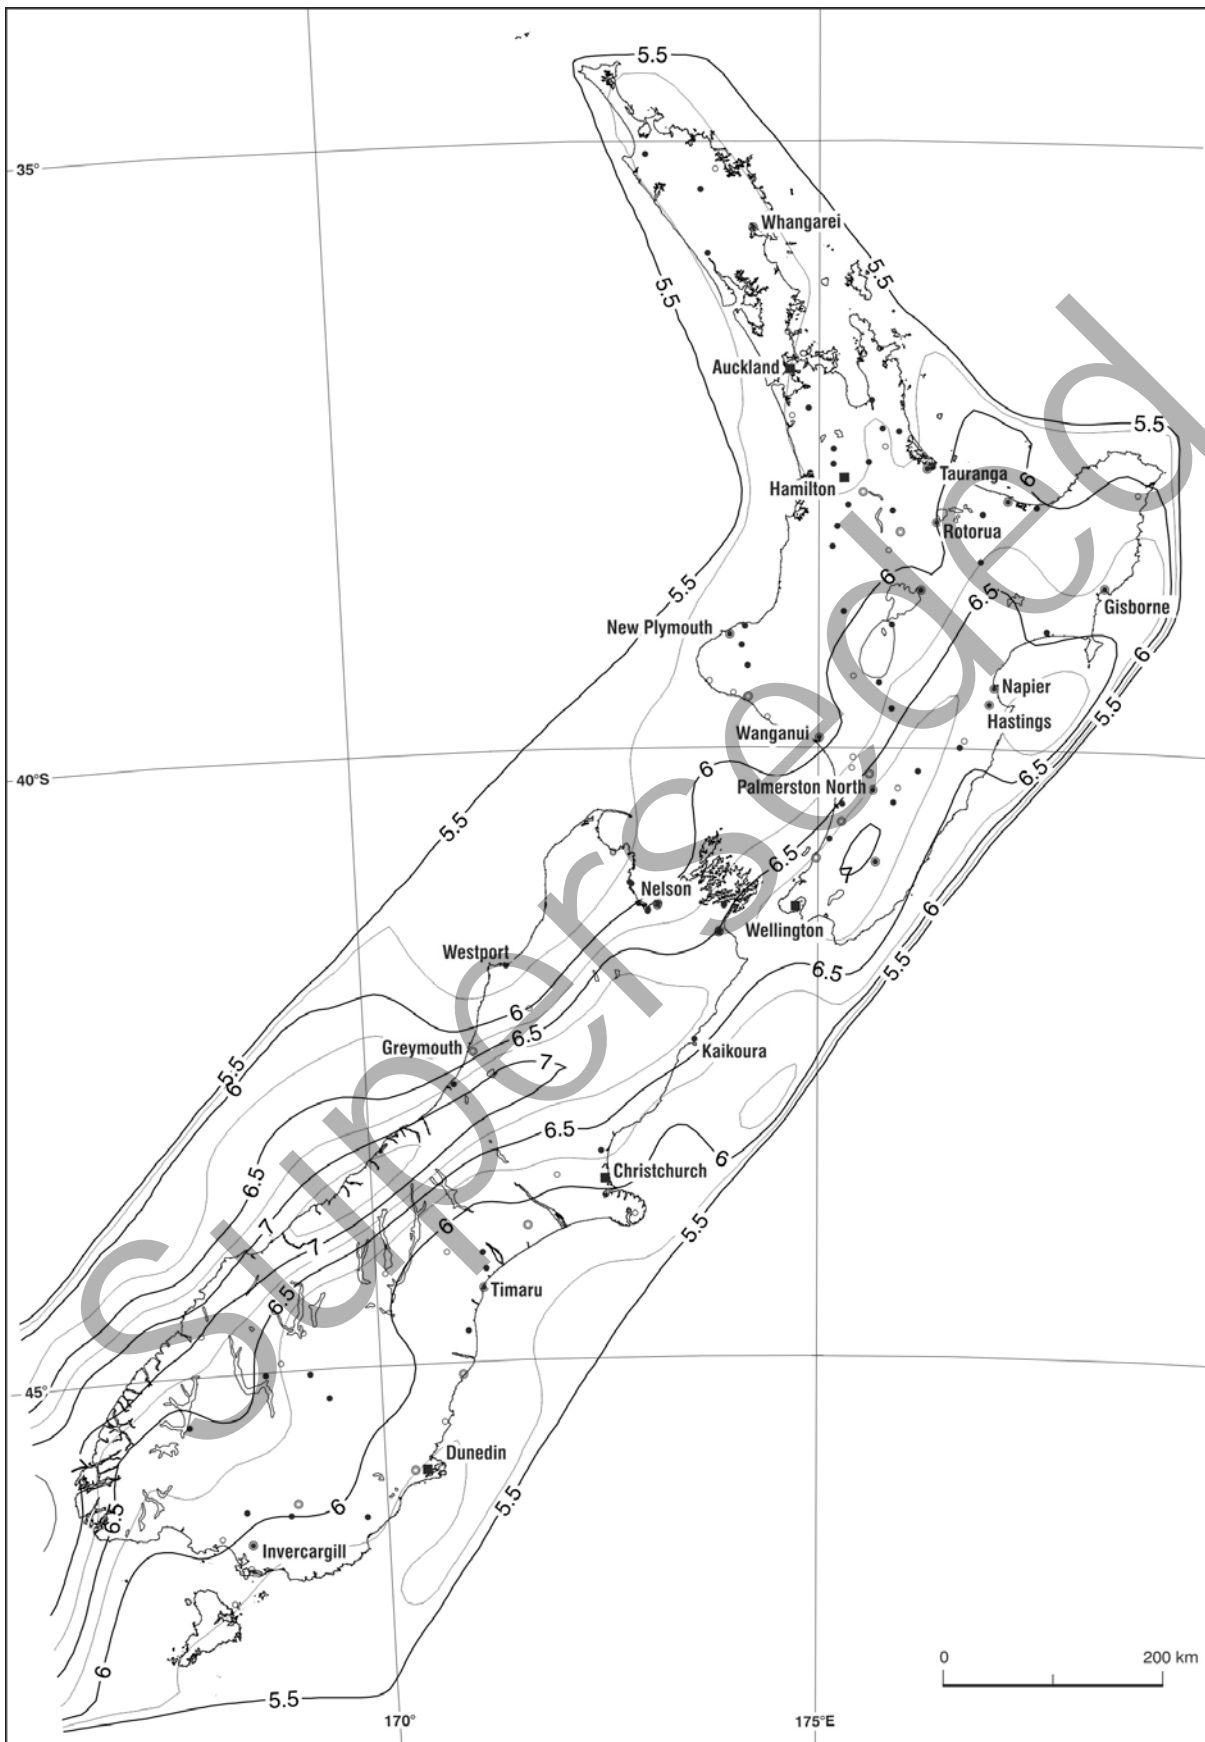 5.5
35°
Whangarei
5.5
5.5
Auckland
5.5
Tauranga
6
Hamilton
Rotorua
6
5.5
6.5
Gisborne
New Plymouth
6
Napier
5.5
Hastings
Wanganui
6
6.5
40°S
Palmerston North
5.5
6.5
7
Nelson
6
Wellington
Westport
6.5
5.5
6
6.5
Greymouth
Kaikoura
7
5.5
6
6.5
6
Christchurch
6.5
7
6
5.5
7
Timaru
6.5
45°
Dunedin
5.5
6
6.5
Invercargill
0 200 km
6
5.5
170°
175°E
Superseded